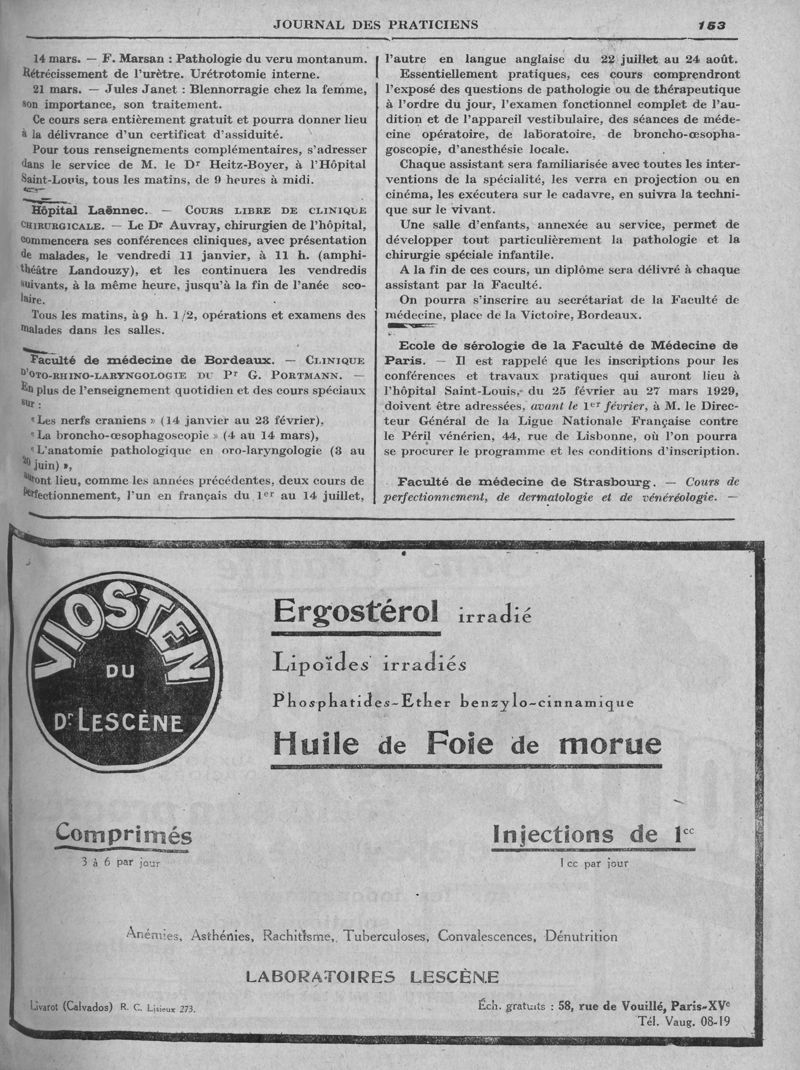 JOURNAL DES PRATICIENS 153
14 mars. — F. Marsan : Pathologie du veru montanum.
Rétrécissement de l'urètre. Urétrotomie interne.
21 mars. — Jules Janet : Blennorragie chez la femme,
son importance, son traitement.
Ce cours sera entièrement gratuit et pourra donner lieu
à la délivrance d'un certificat d'assiduité.
Pour tous renseignements complémentaires, s'adresser
dans le service de M. le Dr Heitz-Boyer, à l'Hôpital
Saint-Louis, tous les matins, de 9 heures à midi.
Hôpital Laënnec. — COURS LIBRE DE CLINIQUE
CHIRURGICALE. — Le Dr Auvray, chirurgien de l'hôpital,
commencera ses conférences cliniques, avec présentation
de malades, le vendredi 11 janvier, à 11 h. (amphi-
théâtre Landouzy), et les continuera les vendredis
suivants, à la même heure, jusqu'à la fin de l'anée sco-
laire.
Tous les matins, à 9 h. 1/2, opérations et examens des
malades dans les salles.
Faculté de médecine de Bordeaux. — CLINIQUE
D'OTO-RHINO-LARYNGOLOGIE DU Pr G. PORTMANN. —
En plus de l'enseignement quotidien et des cours spéciaux
sur :
« Les nerfs craniens » (14 janvier au 23 février),
« La broncho-œsophagoscopie » (4 au 14 mars),
« L'anatomie pathologique en oro-laryngologie (3 au
20 juin) »,
auront lieu, comme les années précédentes, deux cours de
perfectionnement, l'un en français du 1er au 14 juillet,
l'autre en langue anglaise du 22 juillet au 24 août.
Essentiellement pratiques, ces cours comprendront
l'exposé des questions de pathologie ou de thérapeutique
à l'ordre du jour, l'examen fonctionnel complet de l'au-
dition et de l'appareil vestibulaire, des séances de méde-
cine opératoire, de laboratoire, de broncho-œsopha-
goscopie, d'anesthésie locale.
Chaque assistant sera familiarisée avec toutes les inter-
ventions de la spécialité, les verra en projection ou en
cinéma, les exécutera sur le cadavre, en suivra la techni-
que sur le vivant.
Une salle d'enfants, annexée au service, permet de
développer tout particulièrement la pathologie et la
chirurgie spéciale infantile.
A la fin de ces cours, un diplôme sera délivré à chaque
assistant par la Faculté.
On pourra s'inscrire au secrétariat de la Faculté de
médecine, place de la Victoire, Bordeaux.
Ecole de sérologie de la Faculté de Médecine de
Paris. — Il est rappelé que les inscriptions pour les
conférences et travaux pratiques qui auront lieu à
l'hôpital Saint-Louis, du 25 février au 27 mars 1929,
doivent être adressées, avant le 1er février, à M. le Direc-
teur Général de la Ligue Nationale Française contre
le Péril vénérien, 44, rue de Lisbonne, où l'on pourra
se procurer le programme et les conditions d'inscription.
Faculté de médecine de Strasbourg. — Cours de
perfectionnement, de dermatologie et de vénéréologie. —
VIOSTEN
DU
Dr LESCÈNE
Ergostérol irradié
Lipoïdes irradiés
Phosphatides-Ether benzylo-cinnamique
Huile de Foie de morue
Comprimés
3 à 6 par jour
Injections de 1cc
1 cc par jour
Anémies, Asthénies, Rachitisme, Tuberculoses, Convalescences, Dénutrition
LABORATOIRES LESCÈNE
Livarot (Calvados) R. C. Lisieux 273.
Éch. gratuits : 58, rue de Vouillé, Paris-XVe
Tél. Vaug. 08-19